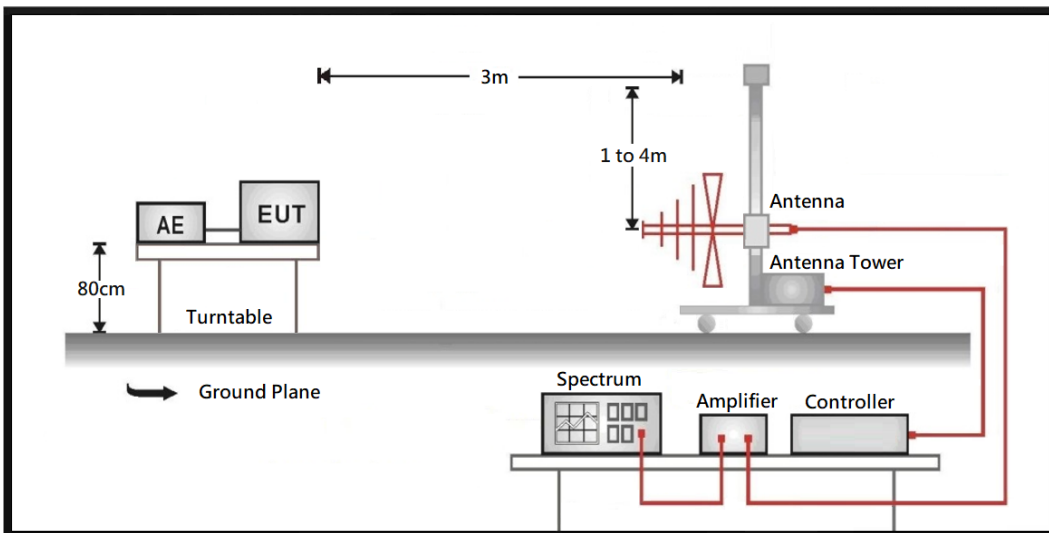 3m
1 to 4m
Antenna
AE
EUT
Antenna Tower
80cm
Turntable
Ground Plane
Spectrum
Amplifier
Controller